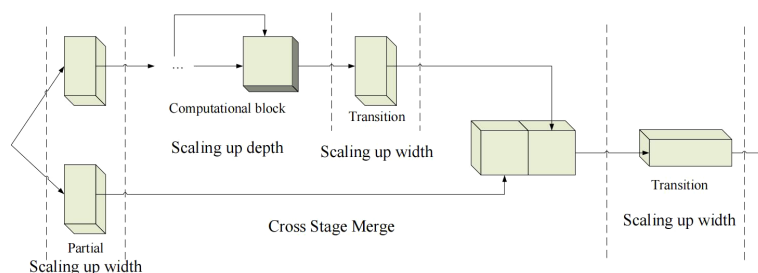 ...
Computational block
Transition
Scaling up depth
Scaling up width
Transition
Cross Stage Merge
Scaling up width
Partial
Scaling up width